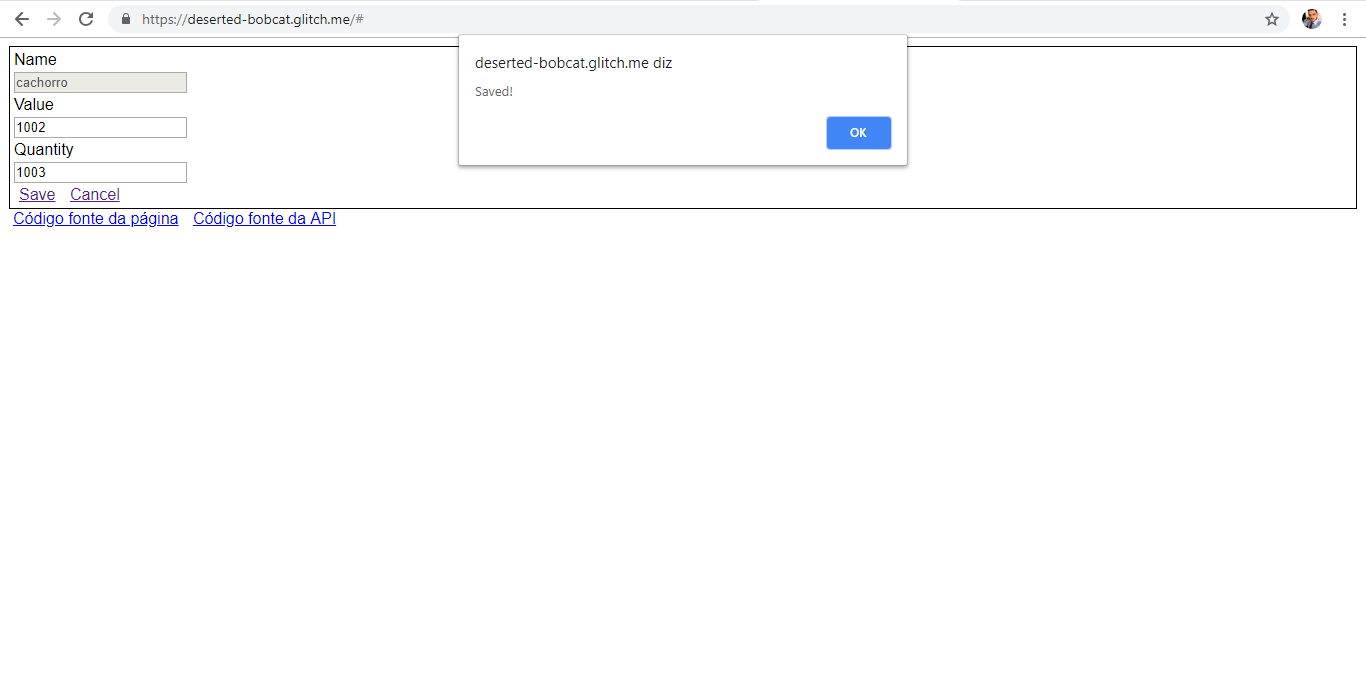 https://deserted-bobcat.glitch.me/#
deserted-bobcat.glitch.me diz
Saved!
OK
Name
cachorro
Value
1002
Quantity
1003
Save Cancel
Código fonte da página Código fonte da API